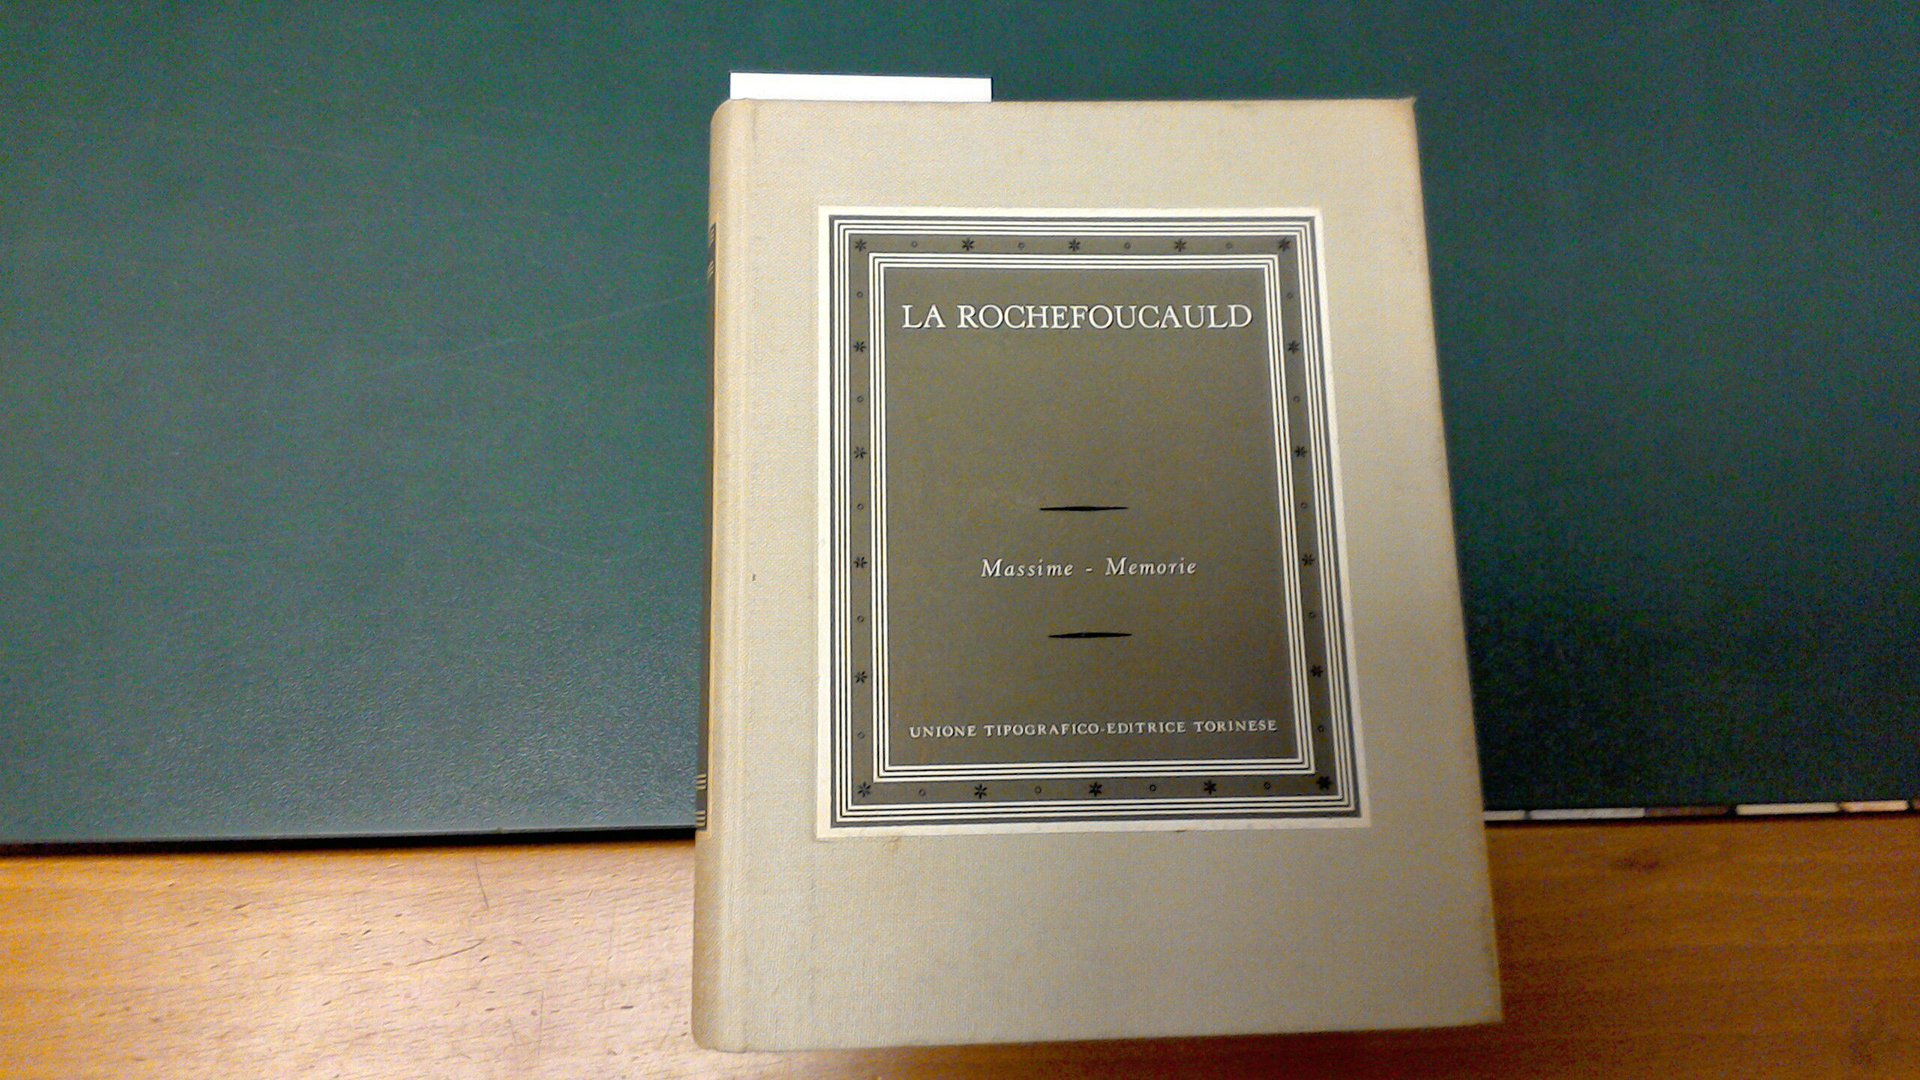 LA ROCHEFOUCAULD
Massime - Memorie
UNIONE TIPOGRAFICO-EDITRICE TORINESE